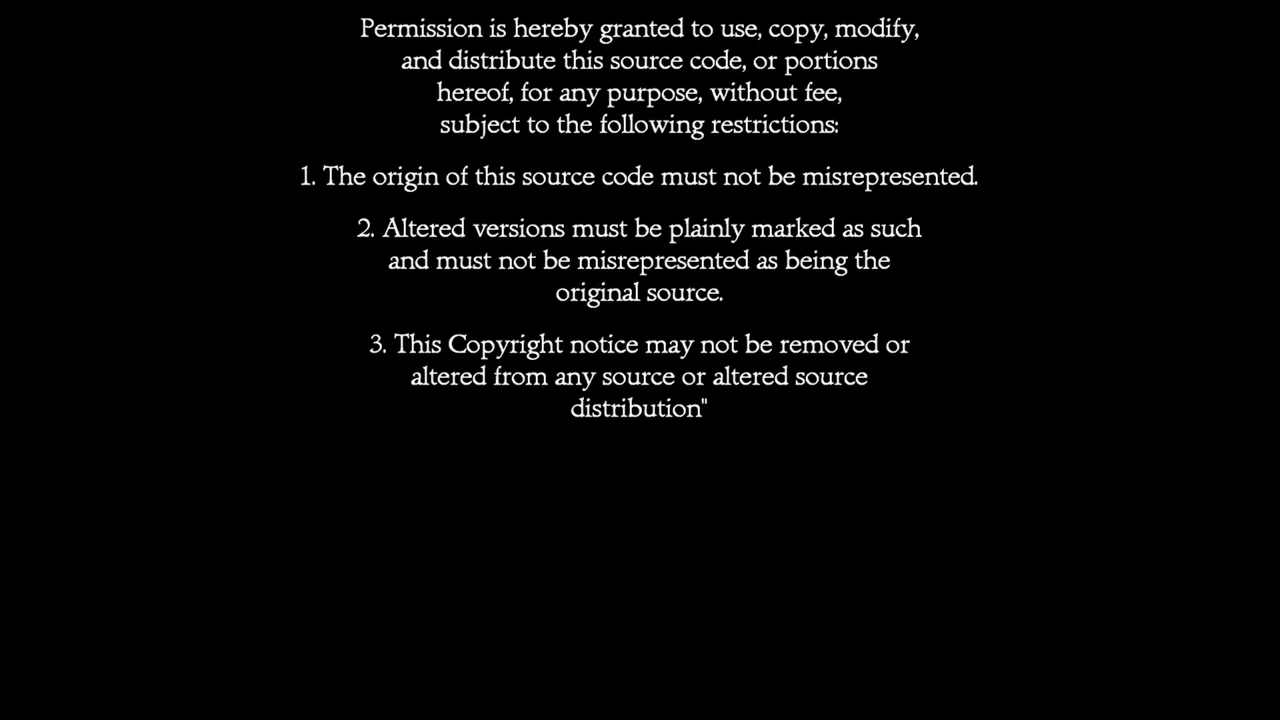 Permission is hereby granted to use, copy, modify,
and distribute this source code, or portions
hereof, for any purpose, without fee,
subject to the following restrictions:
1. The origin of this source code must not be misrepresented.
2. Altered versions must be plainly marked as such
and must not be misrepresented as being the
original source.
3. This Copyright notice may not be removed or
altered from any source or altered source
distribution"